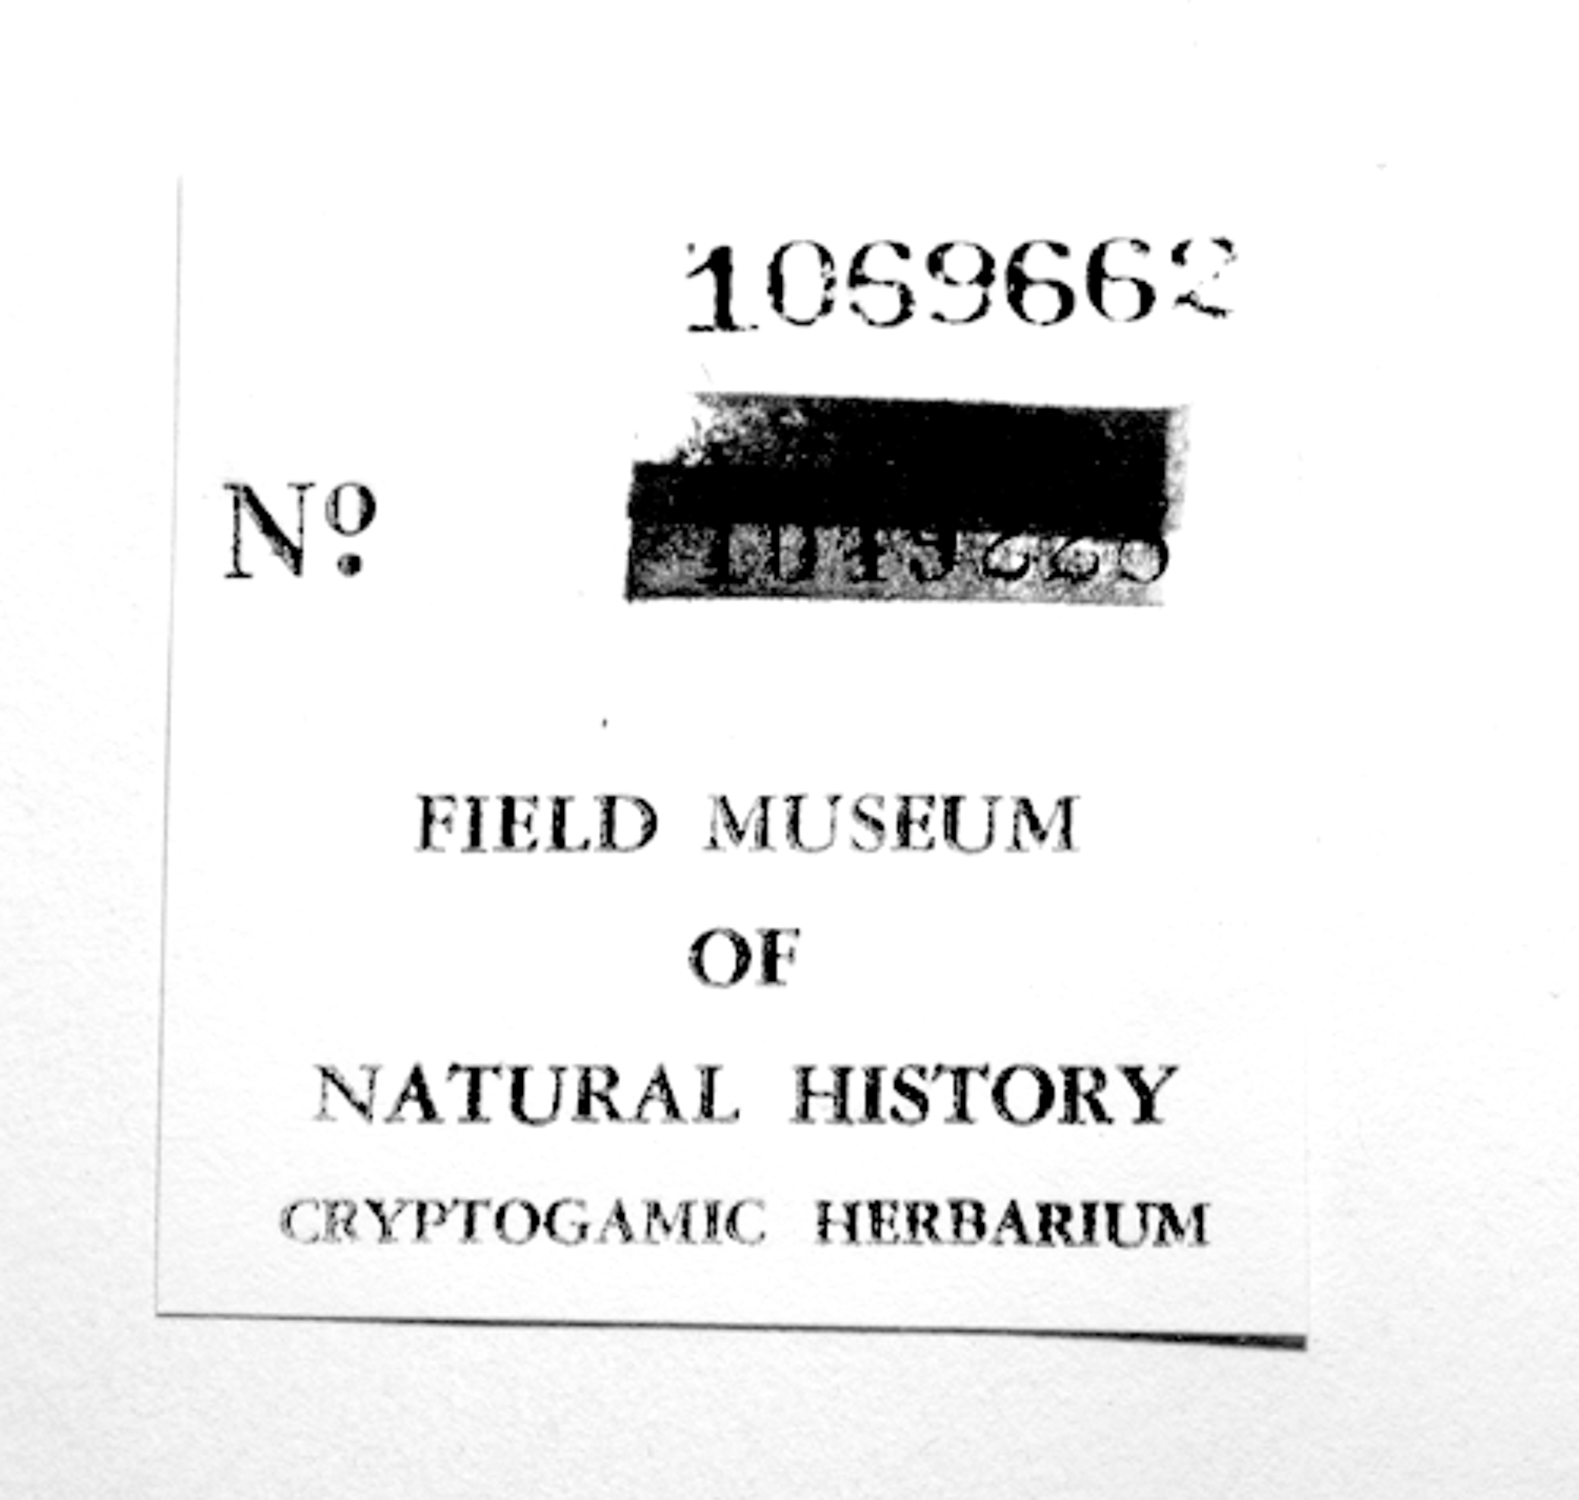 1069662
Nº.
FIELD MUSEUM
OF
NATURAL HISTORY
CRYPTOGAMIC HERBARIUM